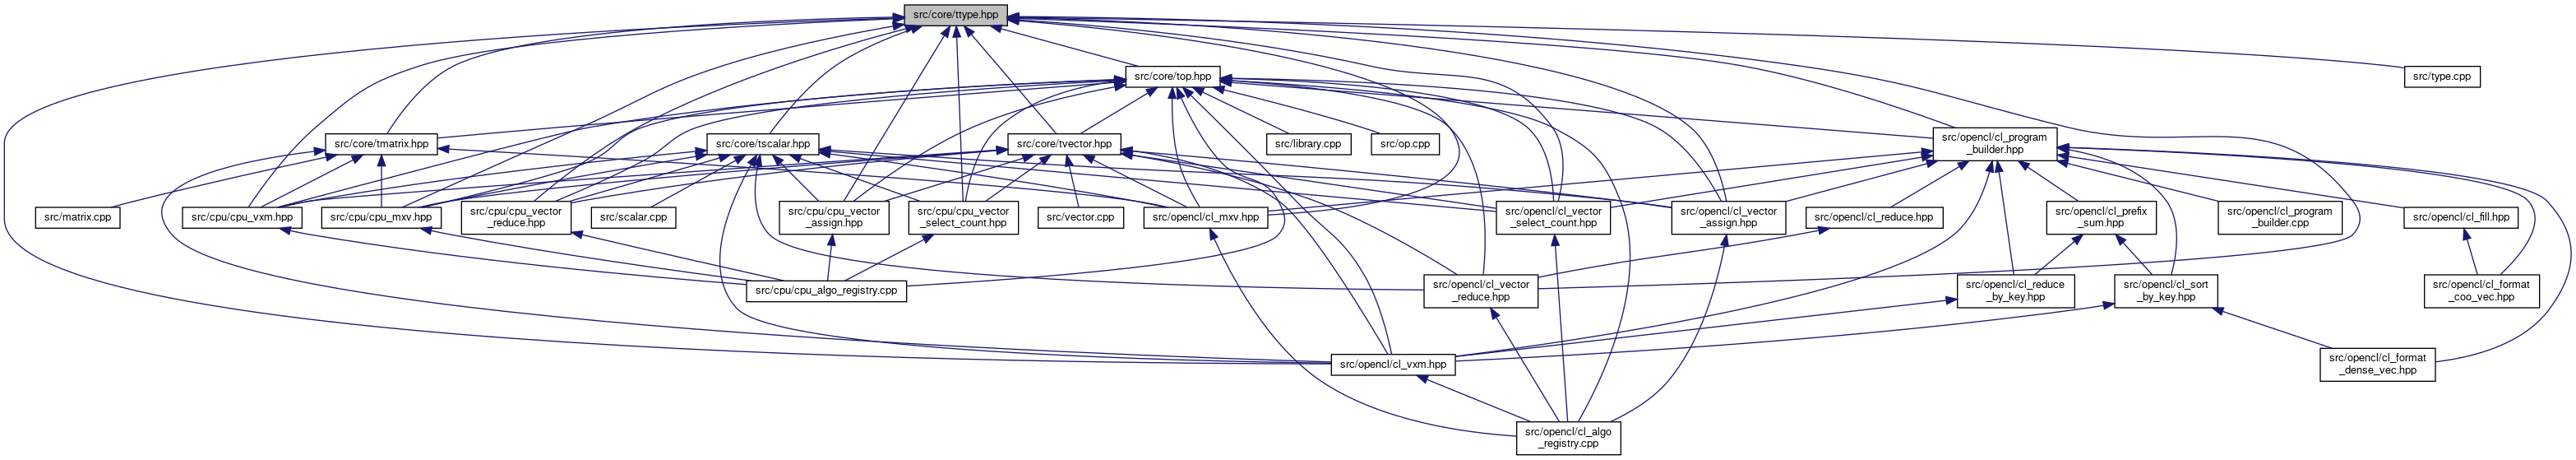 src/core/ttype.hpp
src/core/top.hpp
src/type.cpp
src/core/tmatrix.hpp
src/core/tscalar.hpp
src/core/tvector.hpp
src/library.cpp
src/op.cpp
src/opencl/cl_program
_builder.hpp
src/matrix.cpp
src/cpu/cpu_vxm.hpp
src/cpu/cpu_mxv.hpp
src/cpu/cpu_vector
_reduce.hpp
src/scalar.cpp
src/cpu/cpu_vector
_assign.hpp
src/cpu/cpu_vector
_select_count.hpp
src/vector.cpp
src/opencl/cl_mxv.hpp
src/opencl/cl_vector
_select_count.hpp
src/opencl/cl_vector
_assign.hpp
src/opencl/cl_reduce.hpp
src/opencl/cl_prefix
_sum.hpp
src/opencl/cl_program
_builder.cpp
src/opencl/cl_fill.hpp
src/cpu/cpu_algo_registry.cpp
src/opencl/cl_vector
_reduce.hpp
src/opencl/cl_reduce
_by_key.hpp
src/opencl/cl_sort
_by_key.hpp
src/opencl/cl_format
_coo_vec.hpp
src/opencl/cl_vxm.hpp
src/opencl/cl_format
_dense_vec.hpp
src/opencl/cl_algo
_registry.cpp